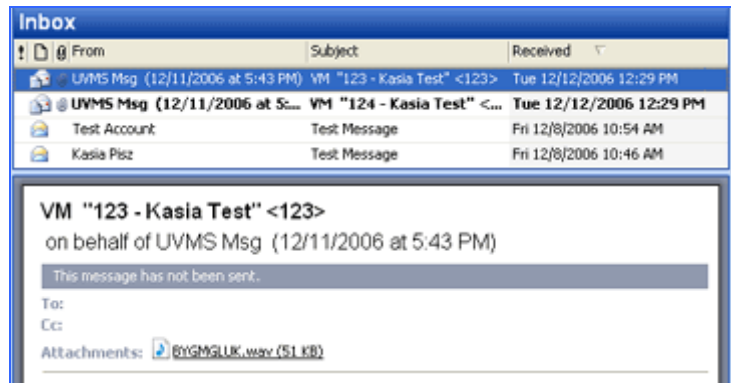 Inbox
! From Subject Received
UVMS Msg (12/11/2006 at 5:43 PM) VM "123 - Kasia Test" <123> Tue 12/12/2006 12:29 PM
UVMS Msg (12/11/2006 at 5:... VM "124 - Kasia Test" <... Tue 12/12/2006 12:29 PM
Test Account Test Message Fri 12/8/2006 10:54 AM
Kasia Pisz Test Message Fri 12/8/2006 10:46 AM
VM "123 - Kasia Test" <123>
on behalf of UVMS Msg (12/11/2006 at 5:43 PM)
This message has not been sent.
To:
Cc:
Attachments: BYGMGLUK.wav (51 KB)